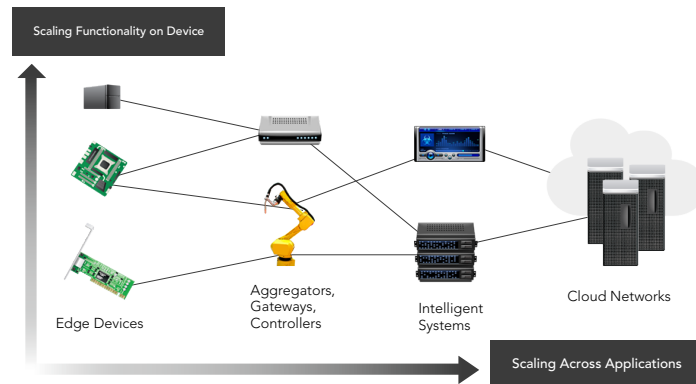 Scaling Functionality on Device
Edge Devices
Aggregators,
Gateways,
Controllers
Intelligent
Systems
Cloud Networks
Scaling Across Applications